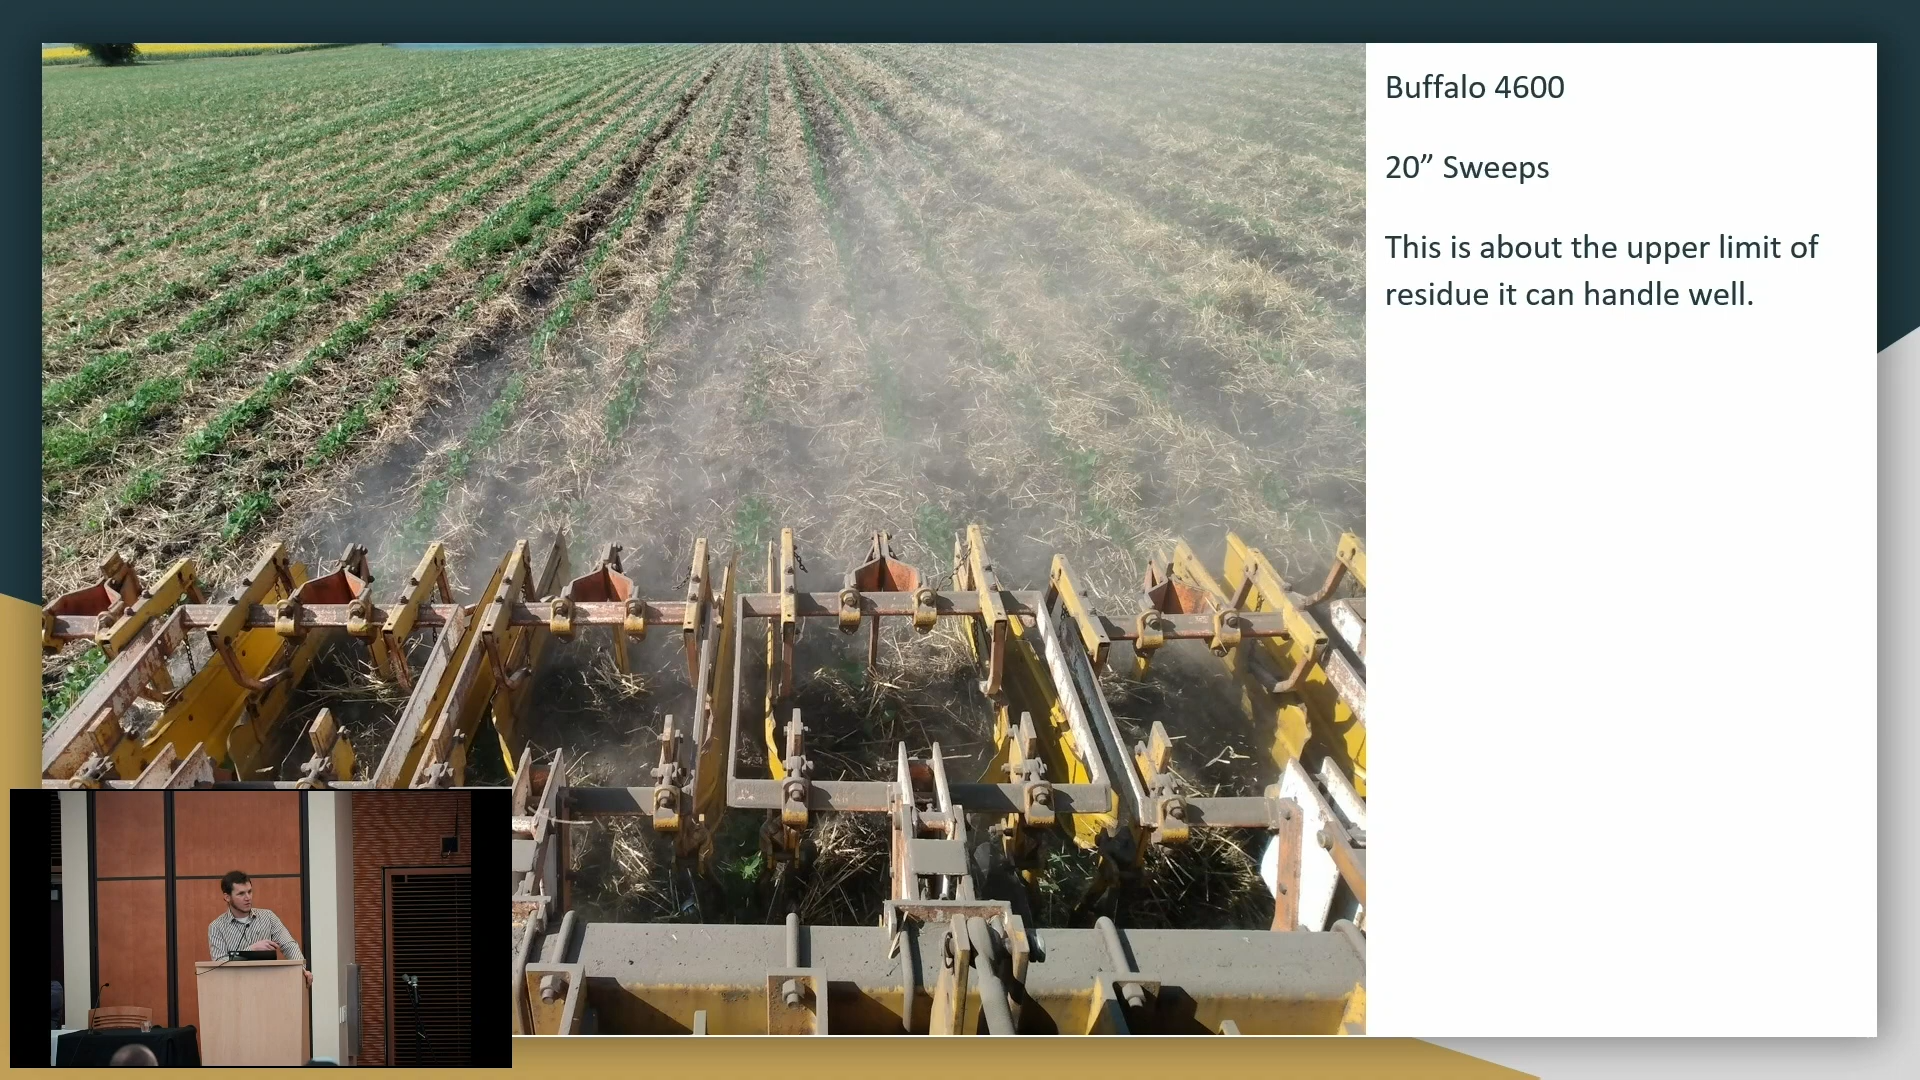 Buffalo 4600
20” Sweeps
This is about the upper limit of
residue it can handle well.